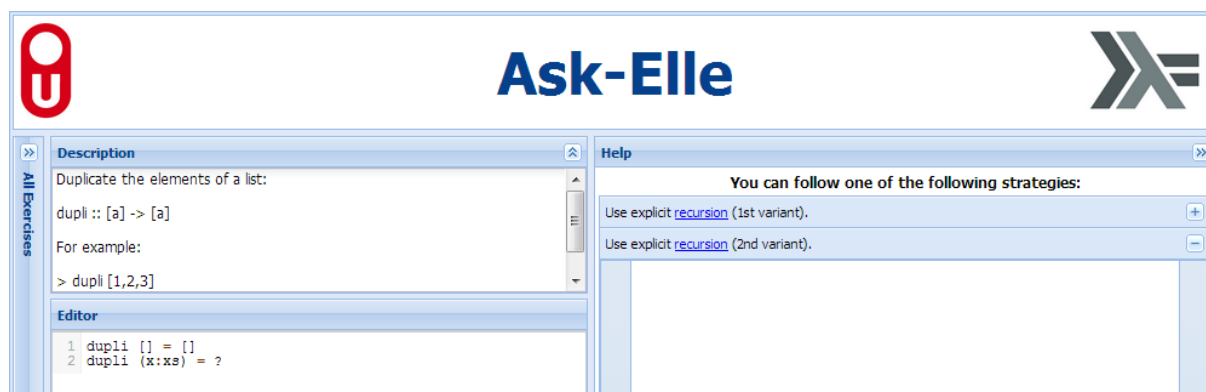 Ask-Elle
All Exercises
Description
Duplicate the elements of a list:
dupli :: [a] -> [a]
For example:
> dupli [1,2,3]
Editor
1 dupli [] = []
2 dupli (x:xs) = ?
Help
You can follow one of the following strategies:
Use explicit recursion (1st variant).
Use explicit recursion (2nd variant).